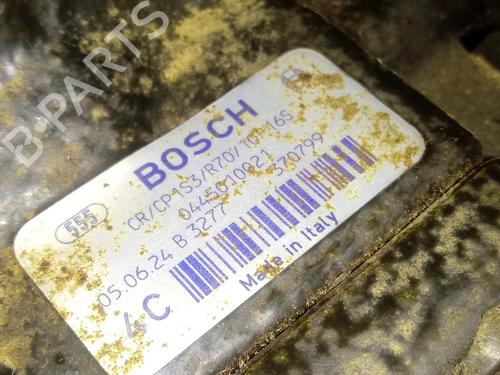 B-PARTS
BOSCH
555
CR/CP1S3/R70/10-16S
0445010021
05.06.24 B 3277
370799
4C
Made in Italy